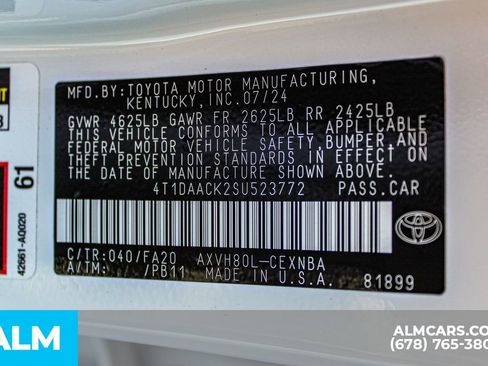 MFD.BY:TOYOTA MOTOR MANUFACTURING,
KENTUCKY,INC.07/24
GVWR 4625LB GAWR FR 2625LB RR 2425LB
THIS VEHICLE CONFORMS TO ALL APPLICABLE
FEDERAL MOTOR VEHICLE SAFETY,BUMPER,AND
THEFT PREVENTION STANDARDS IN EFFECT ON
THE DATE OF MANUFACTURE SHOWN ABOVE.
4T1DAACK2SU523772 PASS.CAR
C/TR:040/FA20 AXVH80L-CEXNBA
A/TM: /PB11 MADE IN U.S.A. 81899
61
42661-AQ020
ALM
ALMCARS.CO
(678) 765-380